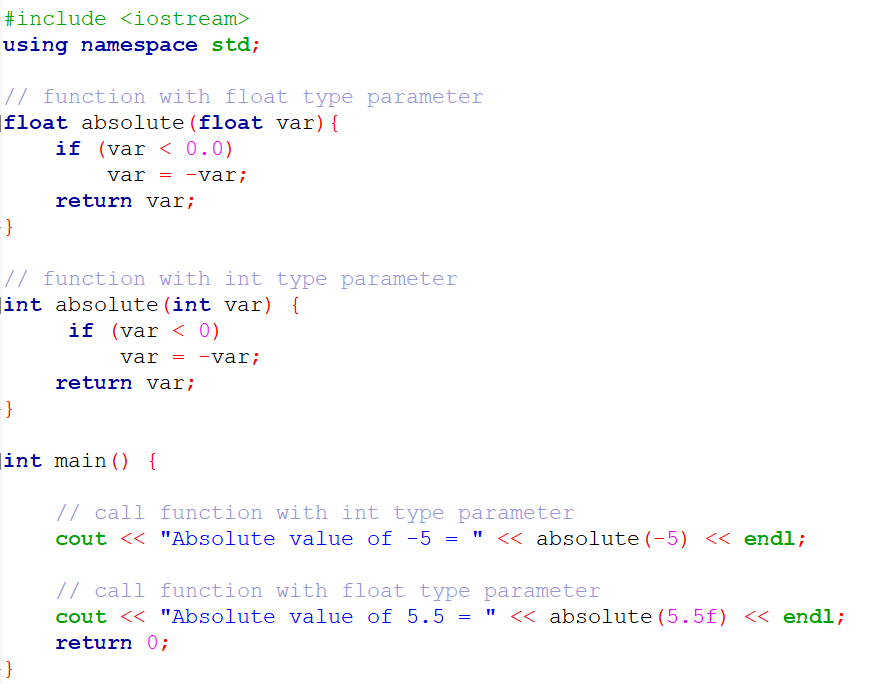 #include <iostream>
using namespace std;
// function with float type parameter
float absolute(float var){
if (var < 0.0)
var = -var;
return var;
}
// function with int type parameter
int absolute(int var) {
if (var < 0)
var = -var;
return var;
}
int main() {
// call function with int type parameter
cout << "Absolute value of -5 = " << absolute(-5) << endl;
// call function with float type parameter
cout << "Absolute value of 5.5 = " << absolute(5.5f) << endl;
return 0;
}